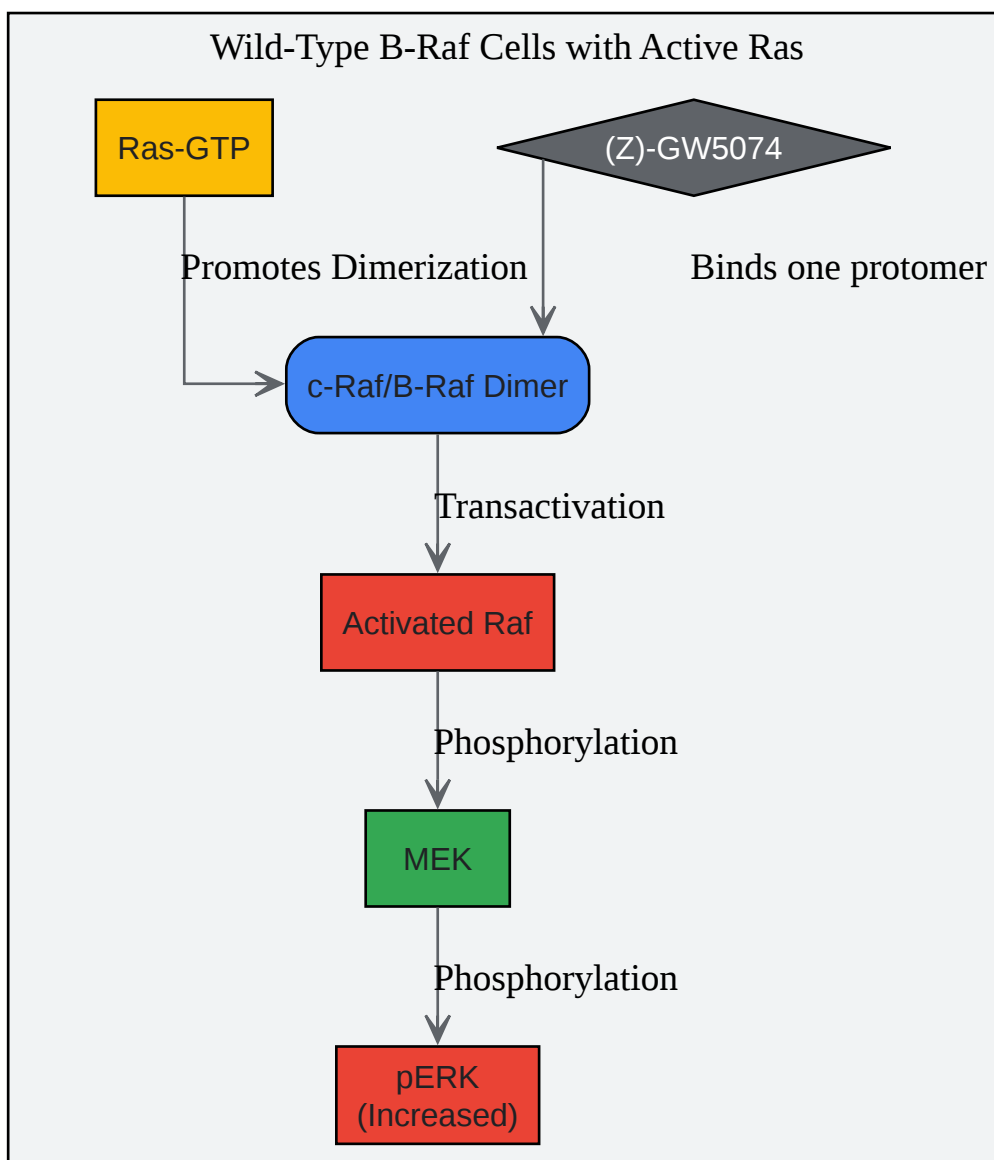 Wild-Type B-Raf Cells with Active Ras
Ras-GTP
(Z)-GW5074
Promotes Dimerization
Binds one protomer
c-Raf/B-Raf Dimer
Transactivation
Activated Raf
Phosphorylation
MEK
Phosphorylation
pERK
(Increased)